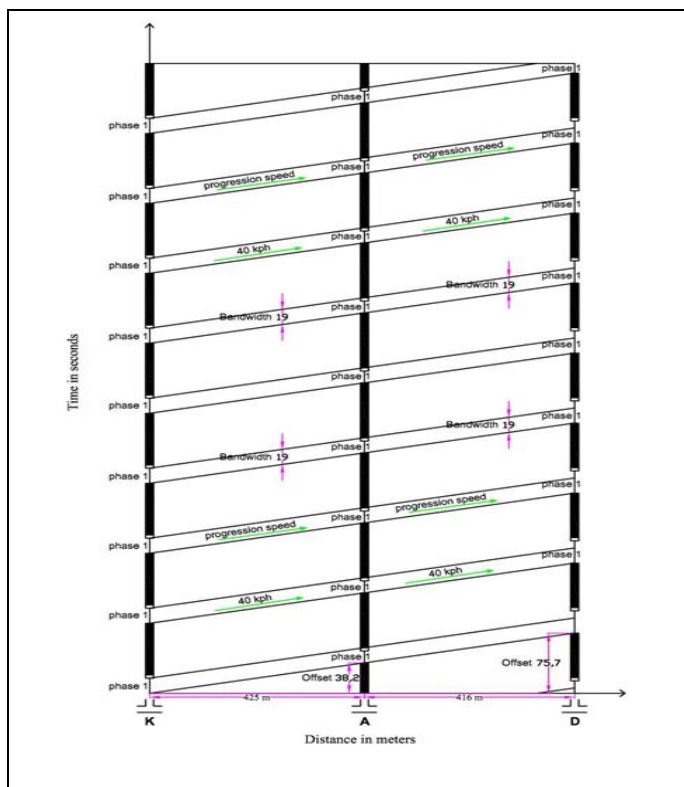 phase 1
phase 1
phase 1
phase 1
progression speed
phase 1
progression speed
phase 1
phase 1
40 kph
phase 1
40 kph
phase 1
phase 1
Bandwidth 19
phase 1
Bandwidth 19
phase 1
phase 1
Time in seconds
phase 1
phase 1
phase 1
Bandwidth 19
phase 1
Bandwidth 19
phase 1
phase 1
progression speed
phase 1
progression speed
phase 1
phase 1
40 kph
phase 1
40 kph
phase 1
phase 1
Offset 75,7
Offset 38,2
phase 1
phase 1
425 m
416 m
K
A
D
Distance in meters